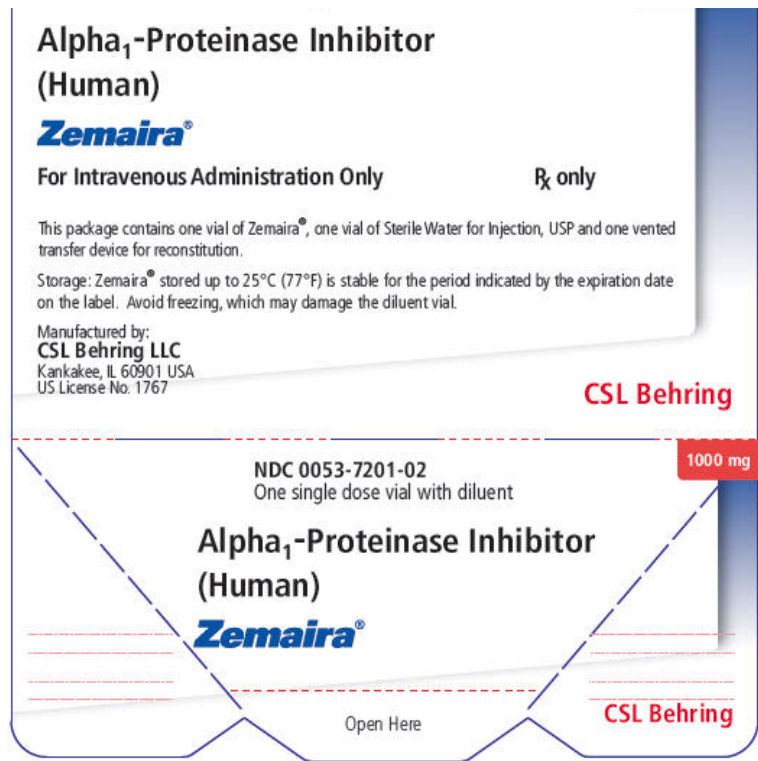 Alpha₁-Proteinase Inhibitor
(Human)
Zemaira®
For Intravenous Administration Only
℞ only
This package contains one vial of Zemaira®, one vial of Sterile Water for Injection, USP and one vented
transfer device for reconstitution.
Storage: Zemaira® stored up to 25°C (77°F) is stable for the period indicated by the expiration date
on the label. Avoid freezing, which may damage the diluent vial.
Manufactured by:
CSL Behring LLC
Kankakee, IL 60901 USA
US License No. 1767
CSL Behring
1000 mg
NDC 0053-7201-02
One single dose vial with diluent
Alpha₁-Proteinase Inhibitor
(Human)
Zemaira®
CSL Behring
Open Here